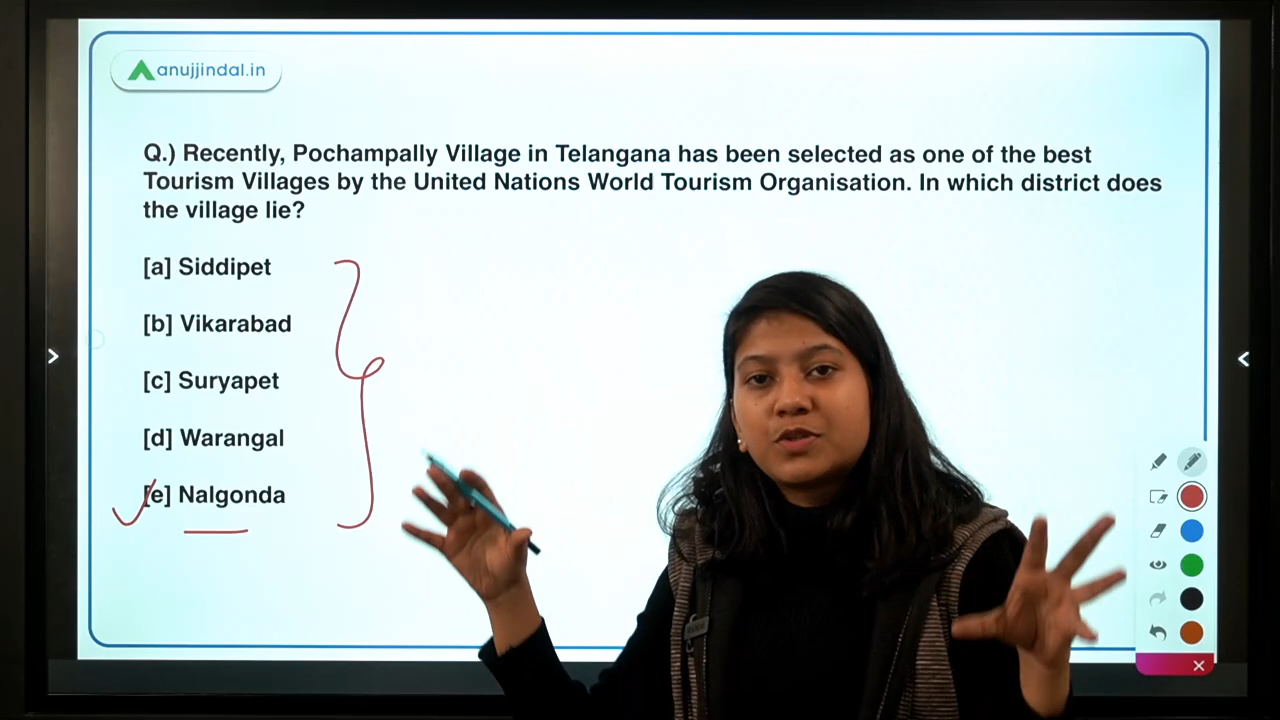 anujjindal.in
Q.) Recently, Pochampally Village in Telangana has been selected as one of the best
Tourism Villages by the United Nations World Tourism Organisation. In which district does
the village lie?
[a] Siddipet
[b] Vikarabad
[c] Suryapet
[d] Warangal
[e] Nalgonda